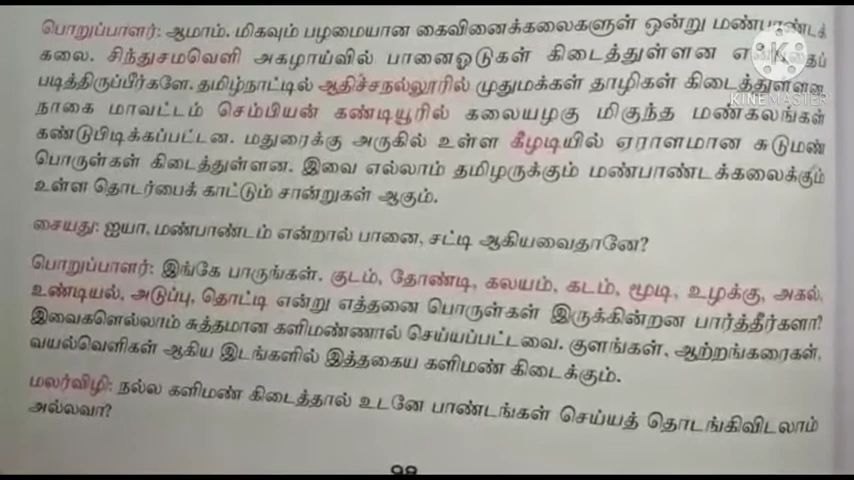 பொறுப்பாளர்: ஆமாம். மிகவும் பழமையான கைவினைக்கலைகளுள் ஒன்று மண்பாண்டக்
கலை. சிந்துசமவெளி அகழாய்வில் பானைஓடுகள் கிடைத்துள்ளன
படித்திருப்பீர்களே. தமிழ்நாட்டில் ஆதிச்சநல்லூரில் முதுமக்கள் தாழிகள் கிடைத்துள்ளன
நாகை மாவட்டம் செம்பியன் கண்டியூரில் கலையழகு மிகுந்த மண்கலங்கள்
கண்டுபிடிக்கப்பட்டன. மதுரைக்கு அருகில் உள்ள கீழடியில் ஏராளமான சுடுமண்
பொருள்கள் கிடைத்துள்ளன. இவை எல்லாம் தமிழருக்கும் மண்பாண்டக்கலைக்கும்
உள்ள தொடர்பைக் காட்டும் சான்றுகள் ஆகும்.
சையது: ஐயா, மண்பாண்டம் என்றால் பானை, சட்டி ஆகியவைதானே?
பொறுப்பாளர்: இங்கே பாருங்கள். குடம், தோண்டி, கலயம், கடம், மூடி, உழக்கு, அகல்,
உண்டியல், அடுப்பு, தொட்டி என்று எத்தனை பொருள்கள் இருக்கின்றன பார்த்தீர்களா?
இவைகளெல்லாம் சுத்தமான களிமண்ணால் செய்யப்பட்டவை. குளங்கள், ஆற்றங்கரைகள்,
வயல்வெளிகள் ஆகிய இடங்களில் இத்தகைய களிமண் கிடைக்கும்.
மலர்விழி: நல்ல களிமண் கிடைத்தால் உடனே பாண்டங்கள் செய்யத் தொடங்கிவிடலாம்
அல்லவா?
98
KINEMASTER